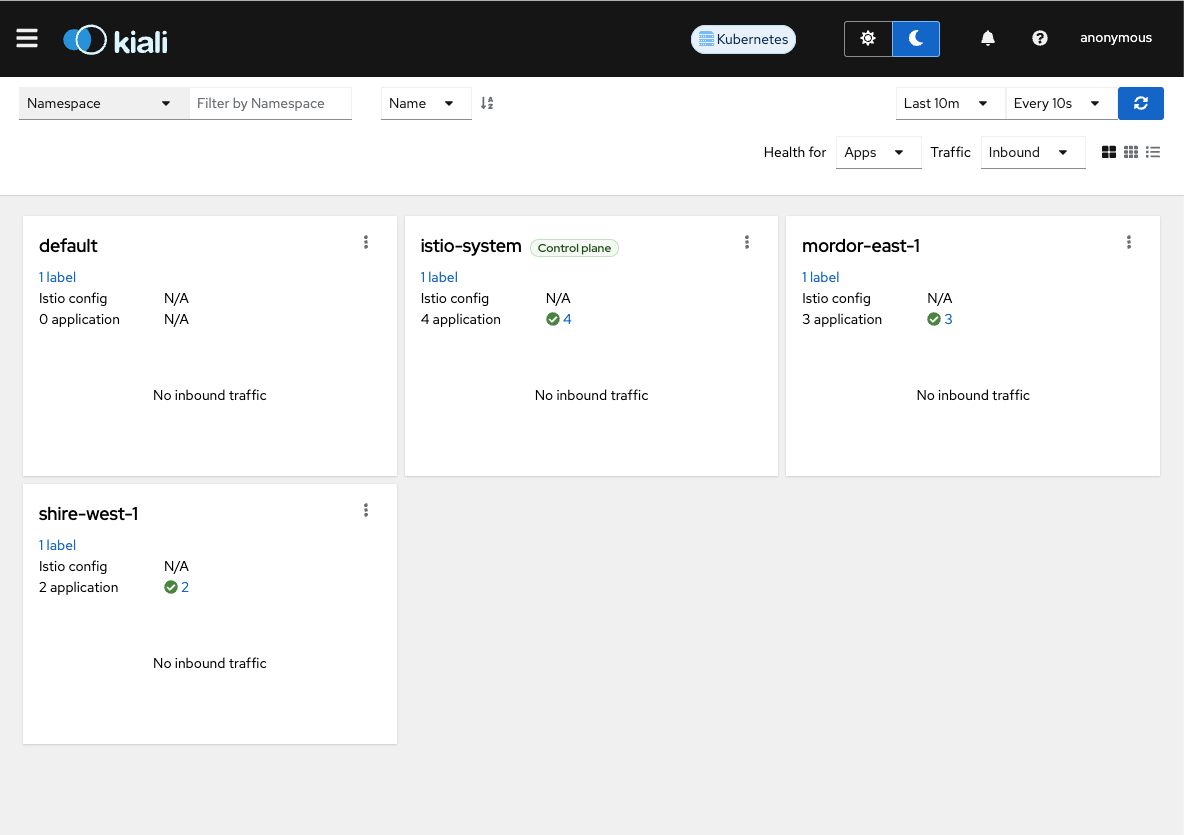 kiali
Kubernetes
anonymous
Namespace
Filter by Namespace
Name
Last 10m
Every 10s
Health for
Apps
Traffic
Inbound
default
1 label
Istio config N/A
0 application N/A
No inbound traffic
istio-system Control plane
1 label
Istio config N/A
4 application 4
No inbound traffic
mordor-east-1
1 label
Istio config N/A
3 application 3
No inbound traffic
shire-west-1
1 label
Istio config N/A
2 application 2
No inbound traffic